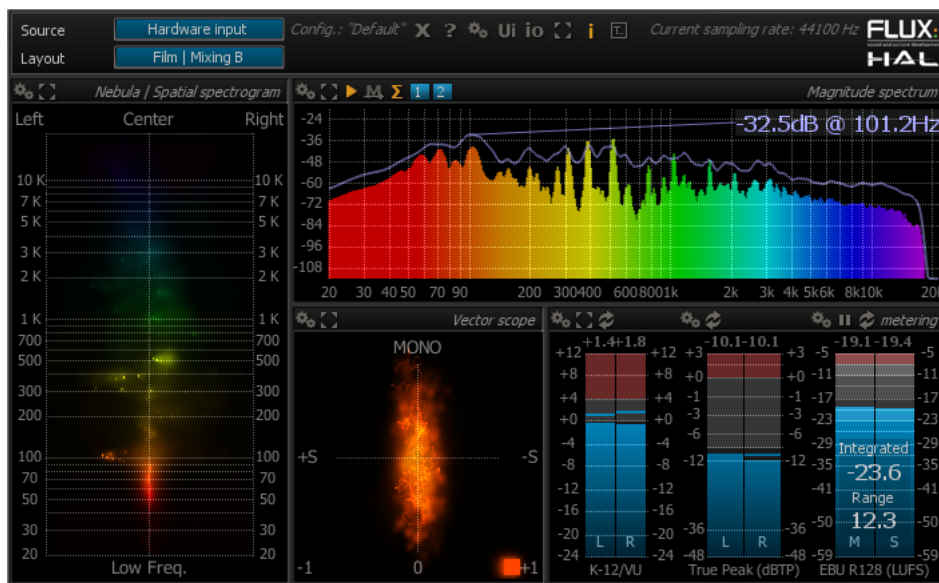 Source Hardware input Config.: "Default" X ? Ui io i T. Current sampling rate: 44100 Hz FLUX::
Layout Film | Mixing B HAL
Nebula / Spatial spectrogram
Left Center Right
10 K 10 K
7 K 7 K
5 K 5 K
3 K 3 K
2 K 2 K
1 K 1 K
700 700
500 500
300 300
200 200
100 100
70 70
50 50
30 30
20 20
Low Freq.
M Σ 1 2 Magnitude spectrum
-32.5dB @ 101.2Hz
-24
-36
-48
-60
-72
-84
-96
-108
20 30 40 50 70 90 200 300 400 600 800 1k 2k 3k 4k 5k 6k 8k 10k
Vector scope
MONO
+S -S
-1 0 +1
metering
+1.4 +1.8 -10.1 -10.1 -19.1 -19.4
+12 +12 +3 +3 -5 -5
+8 +8 +0 +0 -11 -11
+4 +4 -1 -1 -17 -17
+0 +0 -3 -3 -23 -23
-4 -4 -6 -6 -29 -29
-8 -8 -12 -12 -35 -35
-12 -12 -36 -36 -41 -41
-16 -16 -48 -48 -50 -50
-20 -20 -59 -59
-24 -24
Integrated
-23.6
Range
12.3
L R L R M S
K-12/VU True Peak (dBTP) EBU R128 (LUFS)